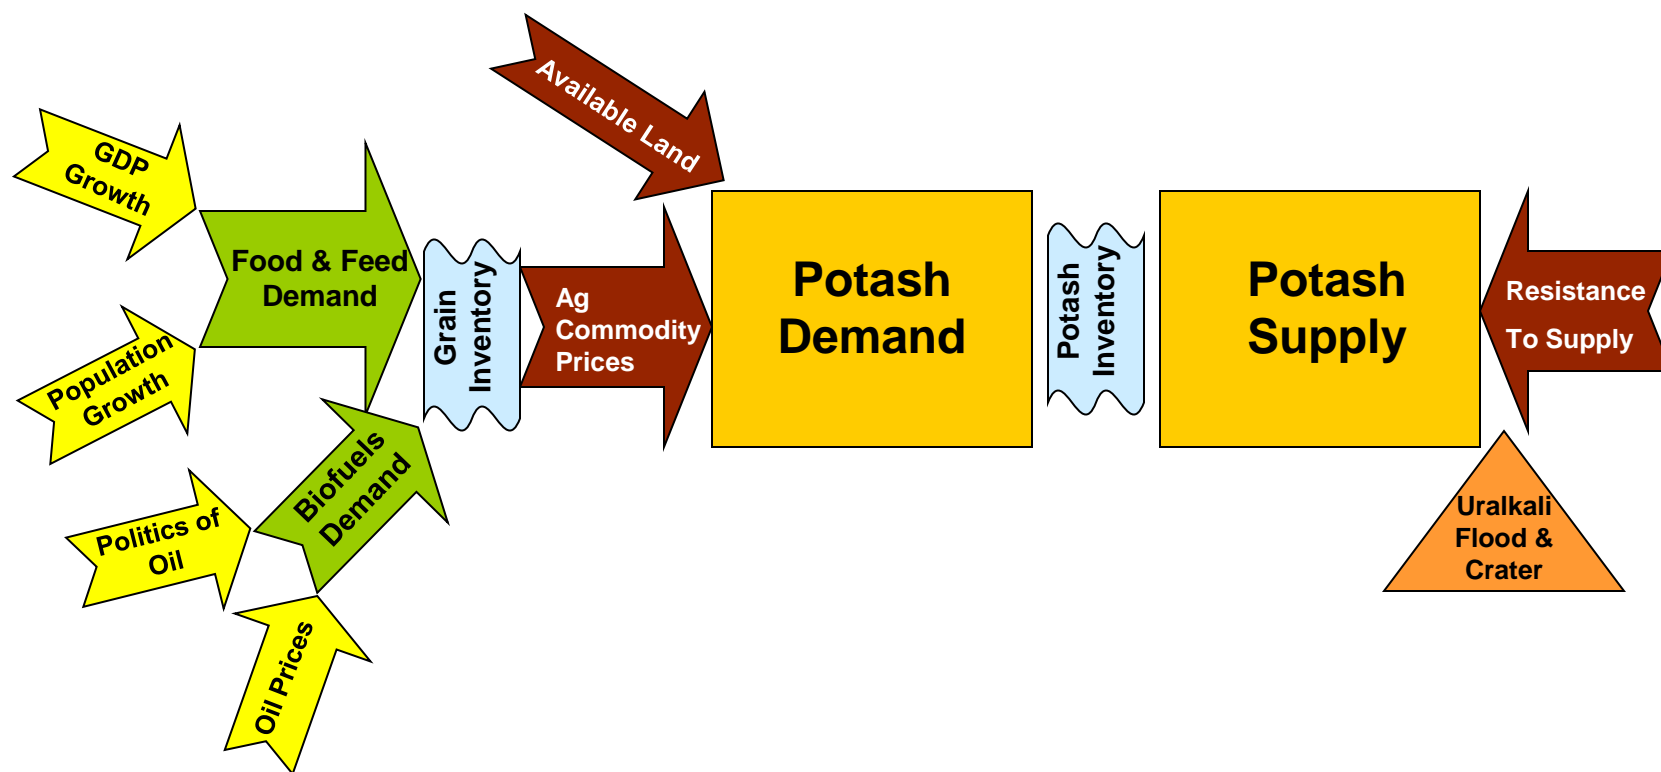 Available Land
GDP
Growth
Food & Feed
Demand
Population
Growth
Grain
Inventory
Ag
Commodity
Prices
Potash
Demand
Potash
Inventory
Potash
Supply
Resistance
To Supply
Biofuels
Demand
Politics of
Oil
Oil Prices
Uralkali
Flood &
Crater